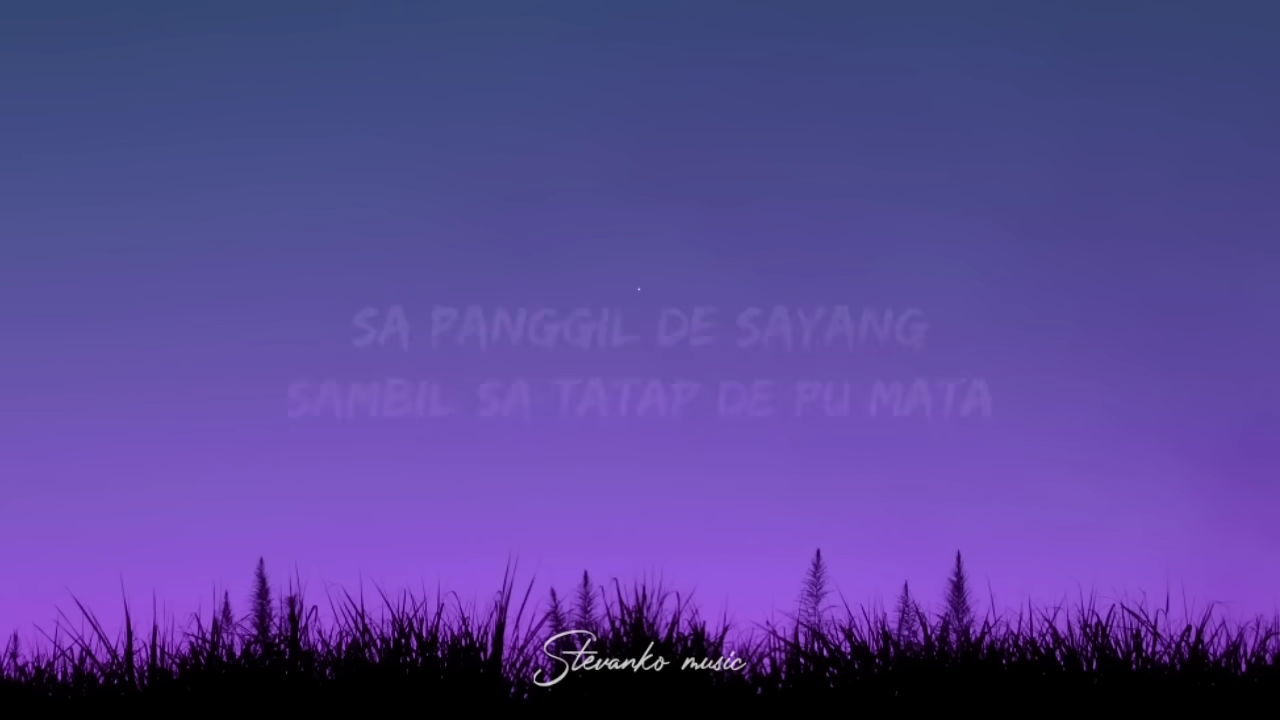 SA PANGGIL DE SAYANG
SAMBIL SA TATAP DE PU MATA
Stevanko music